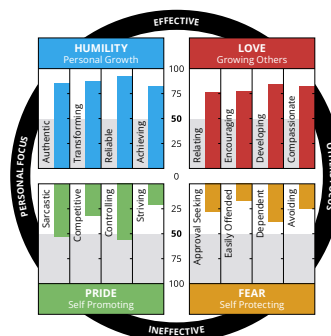 EFFECTIVE
HUMILITY
Personal Growth
LOVE
Growing Others
100
75
50
0
25
50
75
100
Authentic
Transforming
Reliable
Achieving
Relating
Encouraging
Developing
Compassionate
PERSONAL FOCUS
Sarcastic
Competitive
Controlling
Striving
Approval Seeking
Easily Offended
Dependent
Avoiding
PRIDE
Self Promoting
FEAR
Self Protecting
INEFFECTIVE